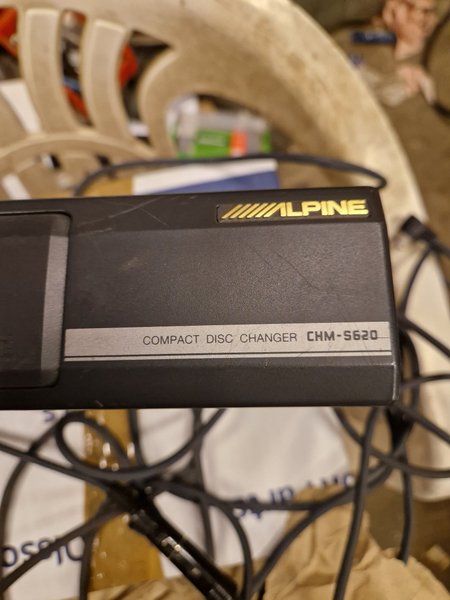 ALPINE
COMPACT DISC CHANGER CHM-S620